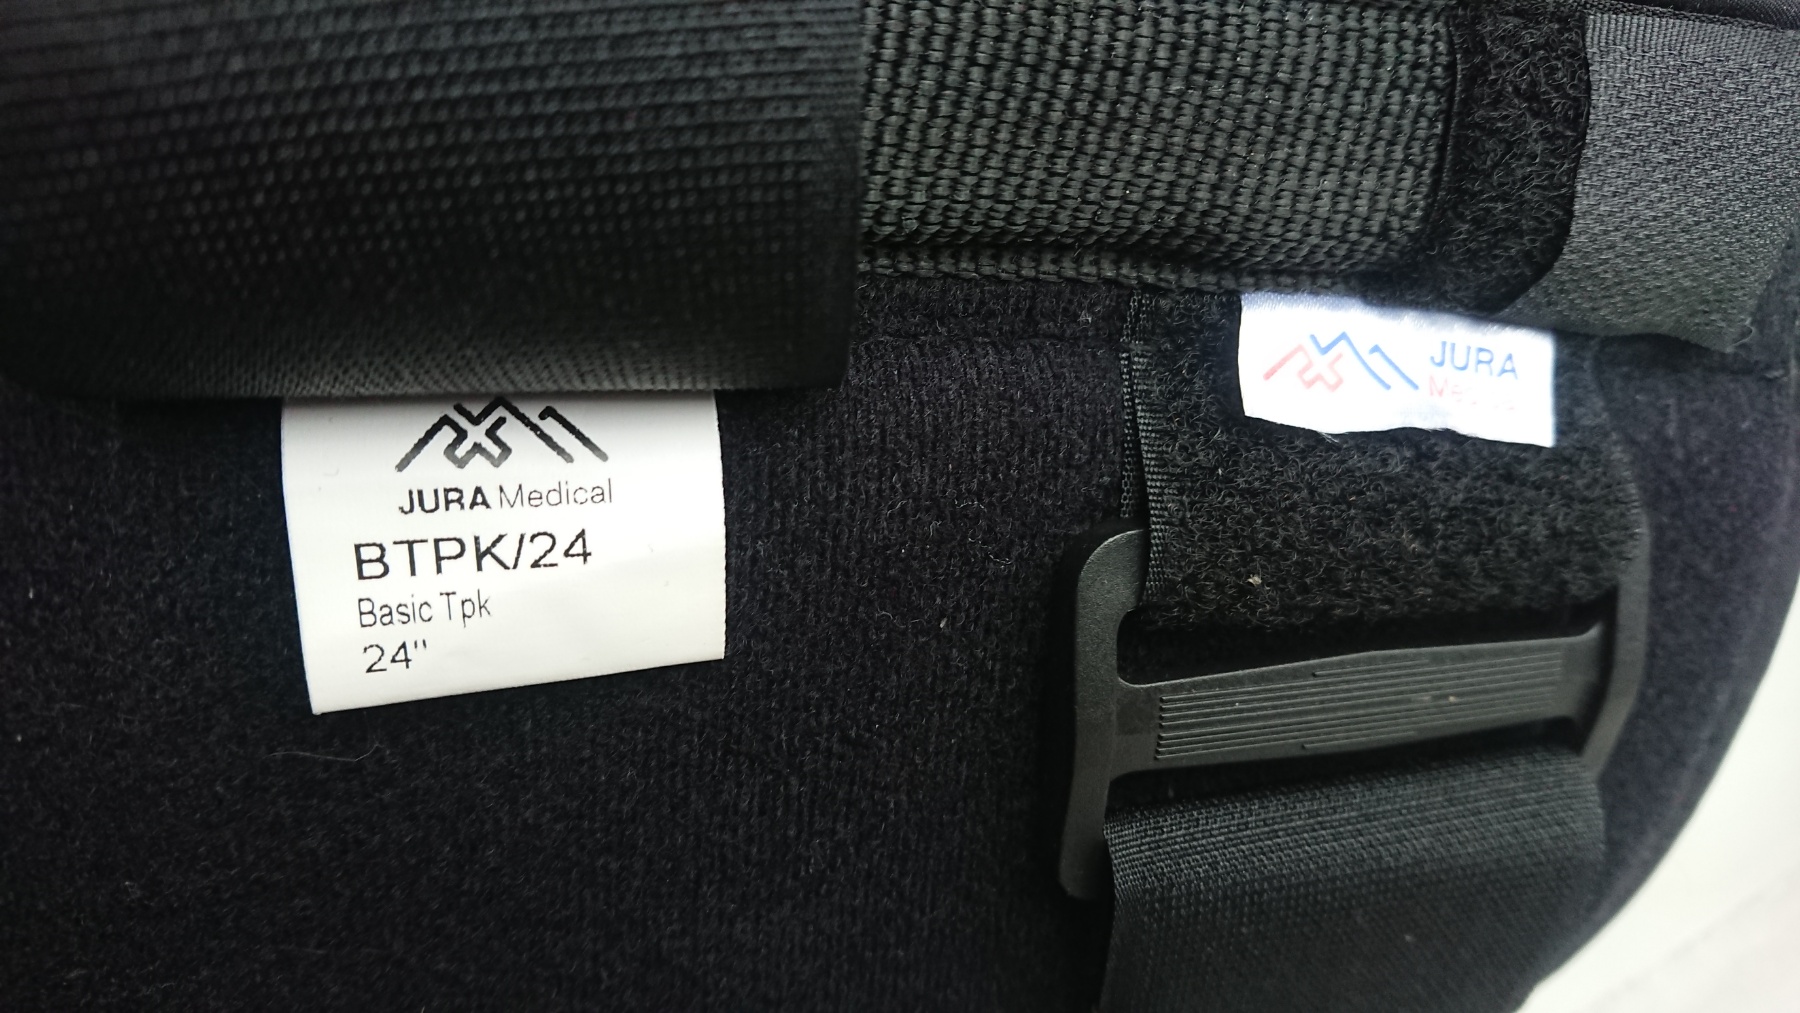 JURA Medical
BTPK/24
Basic Tpk
24"
JURA
Medical